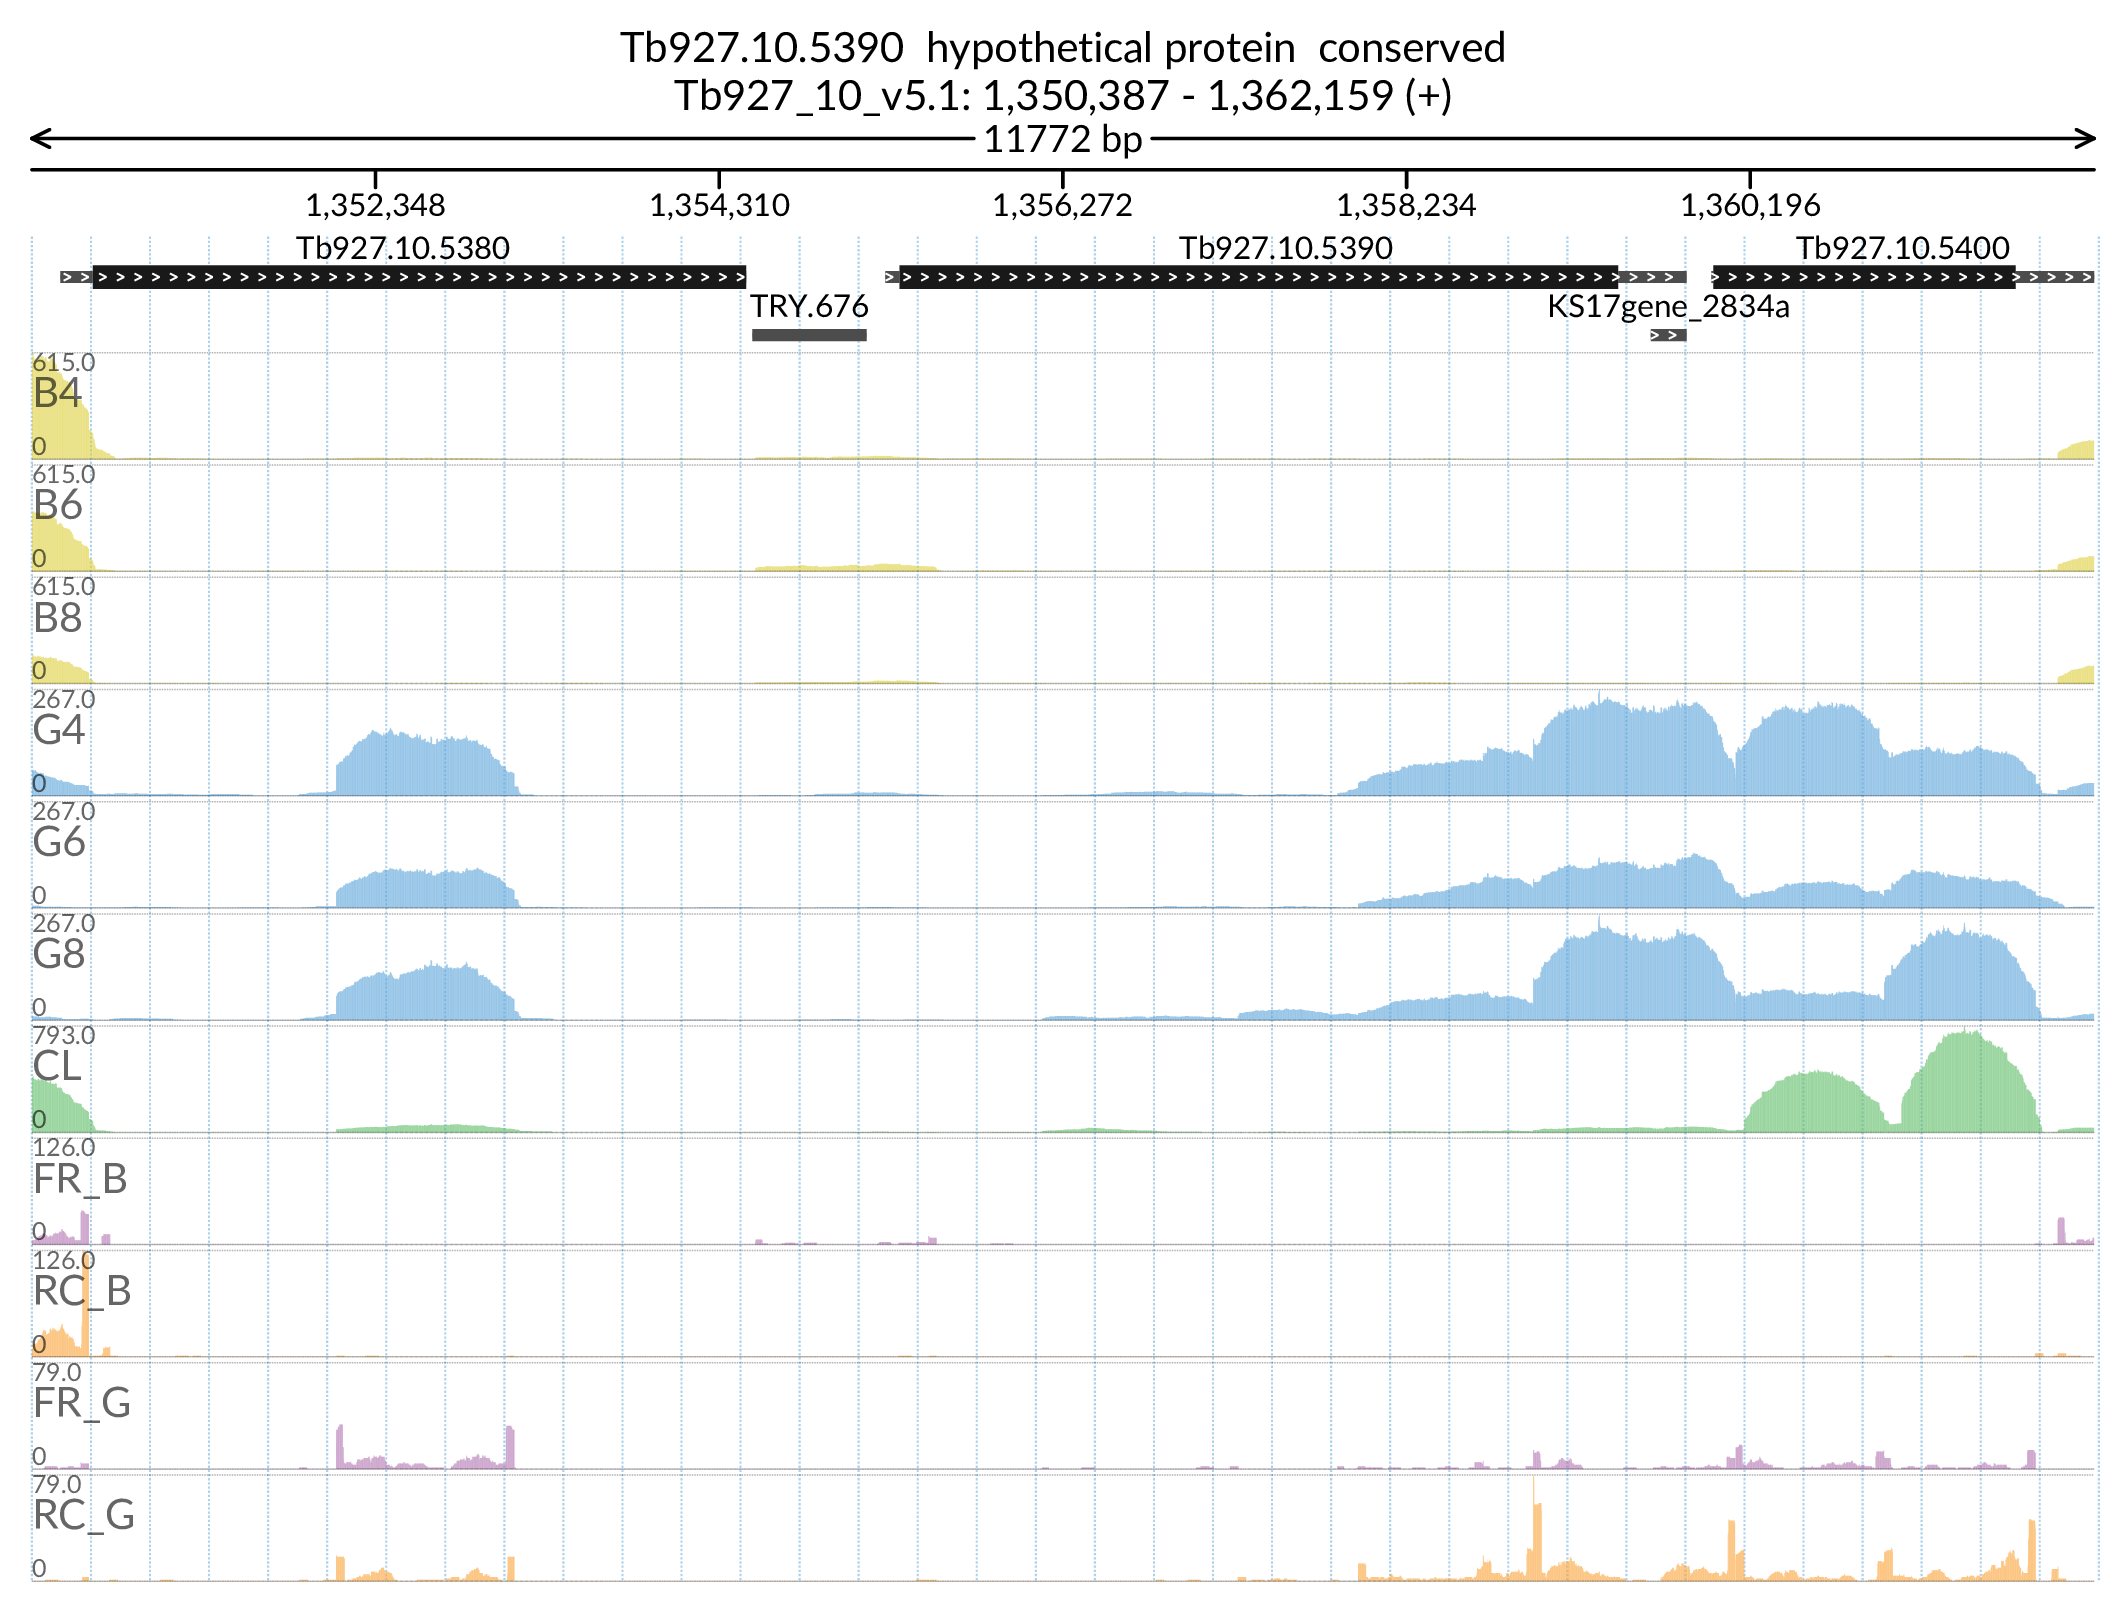 Tb927.10.5390  hypothetical protein  conserved
Tb927_10_v5.1: 1,350,387 - 1,362,159 (+)
11772 bp
1,352,348 1,354,310 1,356,272 1,358,234 1,360,196
Tb927.10.5380 Tb927.10.5390 Tb927.10.5400
TRY.676 KS17gene_2834a
615.0
B4
0
615.0
B6
0
615.0
B8
0
267.0
G4
0
267.0
G6
0
267.0
G8
0
793.0
CL
0
126.0
FR_B
0
126.0
RC_B
0
79.0
FR_G
0
79.0
RC_G
0